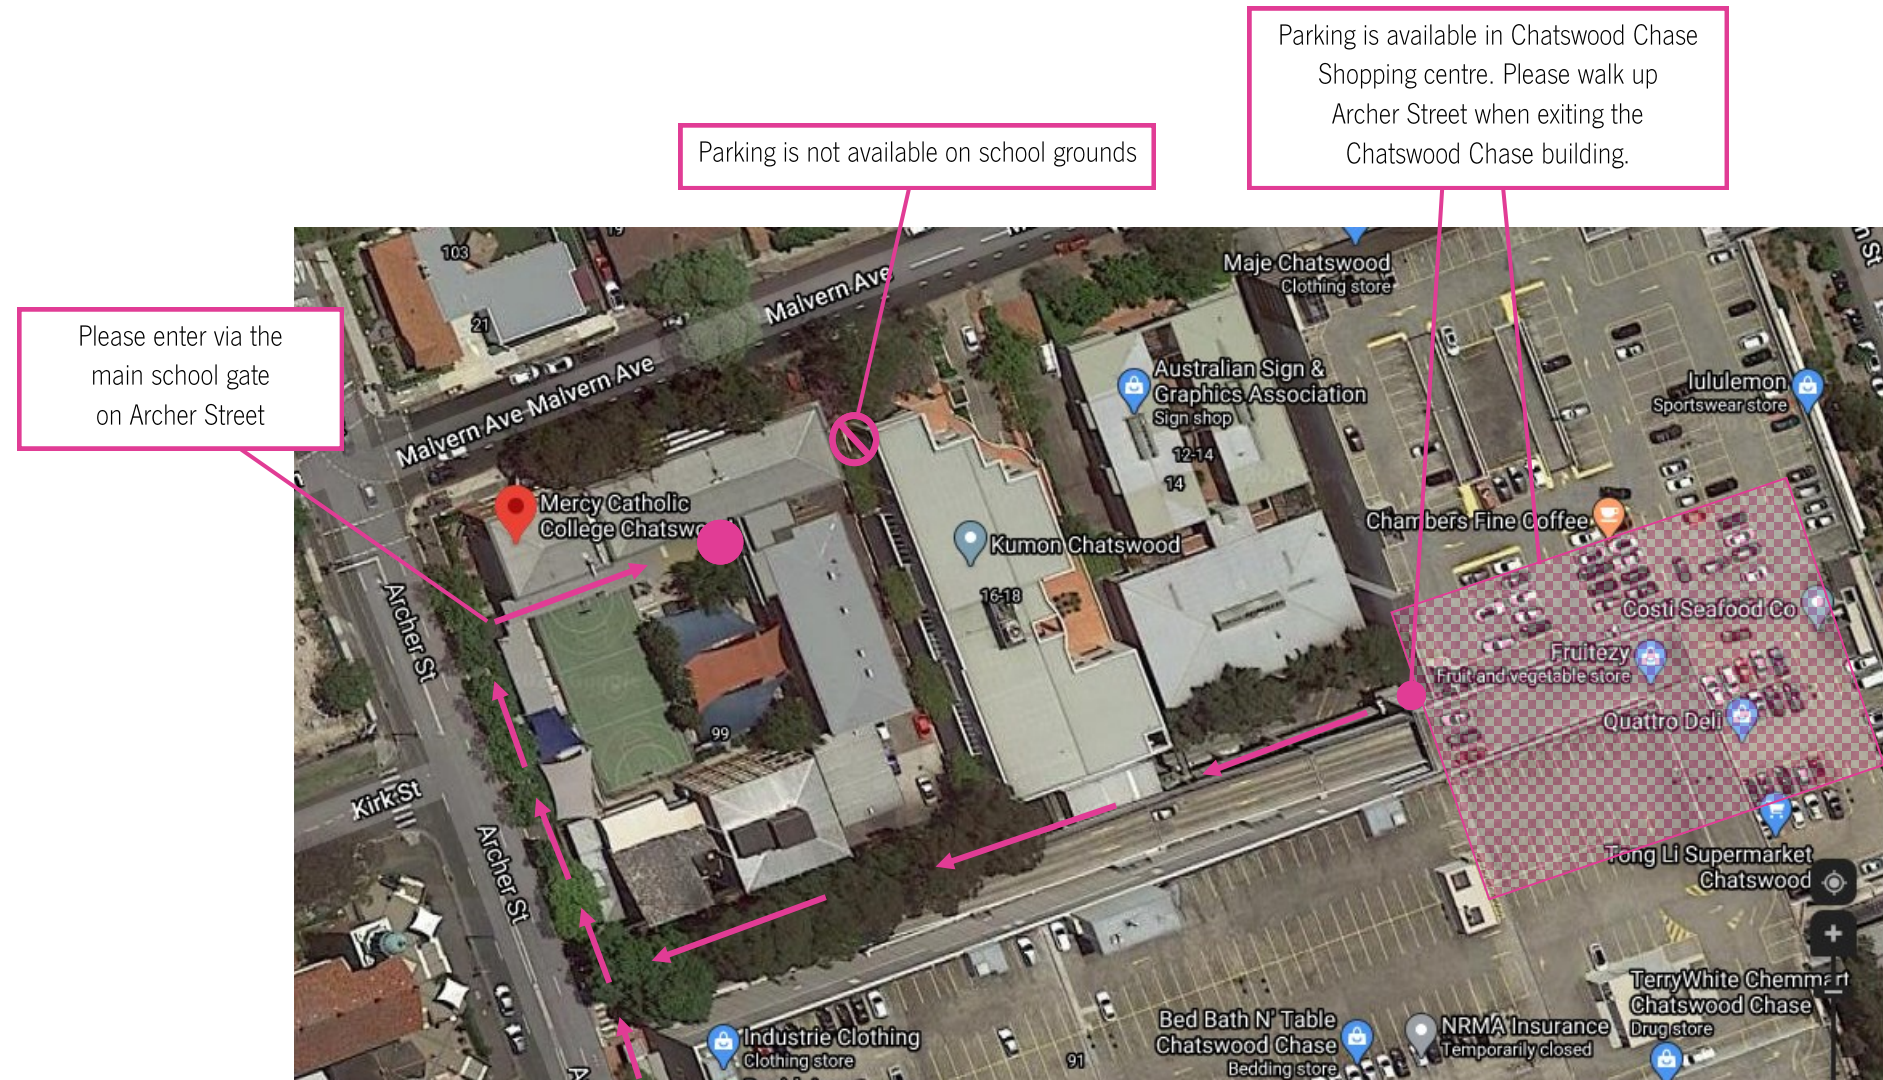 Parking is available in Chatswood Chase
Shopping centre. Please walk up
Archer Street when exiting the
Chatswood Chase building.
Parking is not available on school grounds
Please enter via the
main school gate
on Archer Street
103
19
21
Malvern Ave
Malvern Ave Malvern Ave
Maje Chatswood
Clothing store
Australian Sign &
Graphics Association
Sign shop
12-14
14
lululemon
Sportswear store
Mercy Catholic
College Chatswood
Kumon Chatswood
16-18
Chambers Fine Coffee
Costi Seafood Co
Fruitezy
Fruit and vegetable store
Quattro Deli
Archer St
99
Kirk St
Archer St
Tong Li Supermarket
Chatswood
TerryWhite Chemmart
Chatswood Chase
Drug store
Industrie Clothing
Clothing store
Bed Bath N' Table
Chatswood Chase
Bedding store
NRMA Insurance
Temporarily closed
91